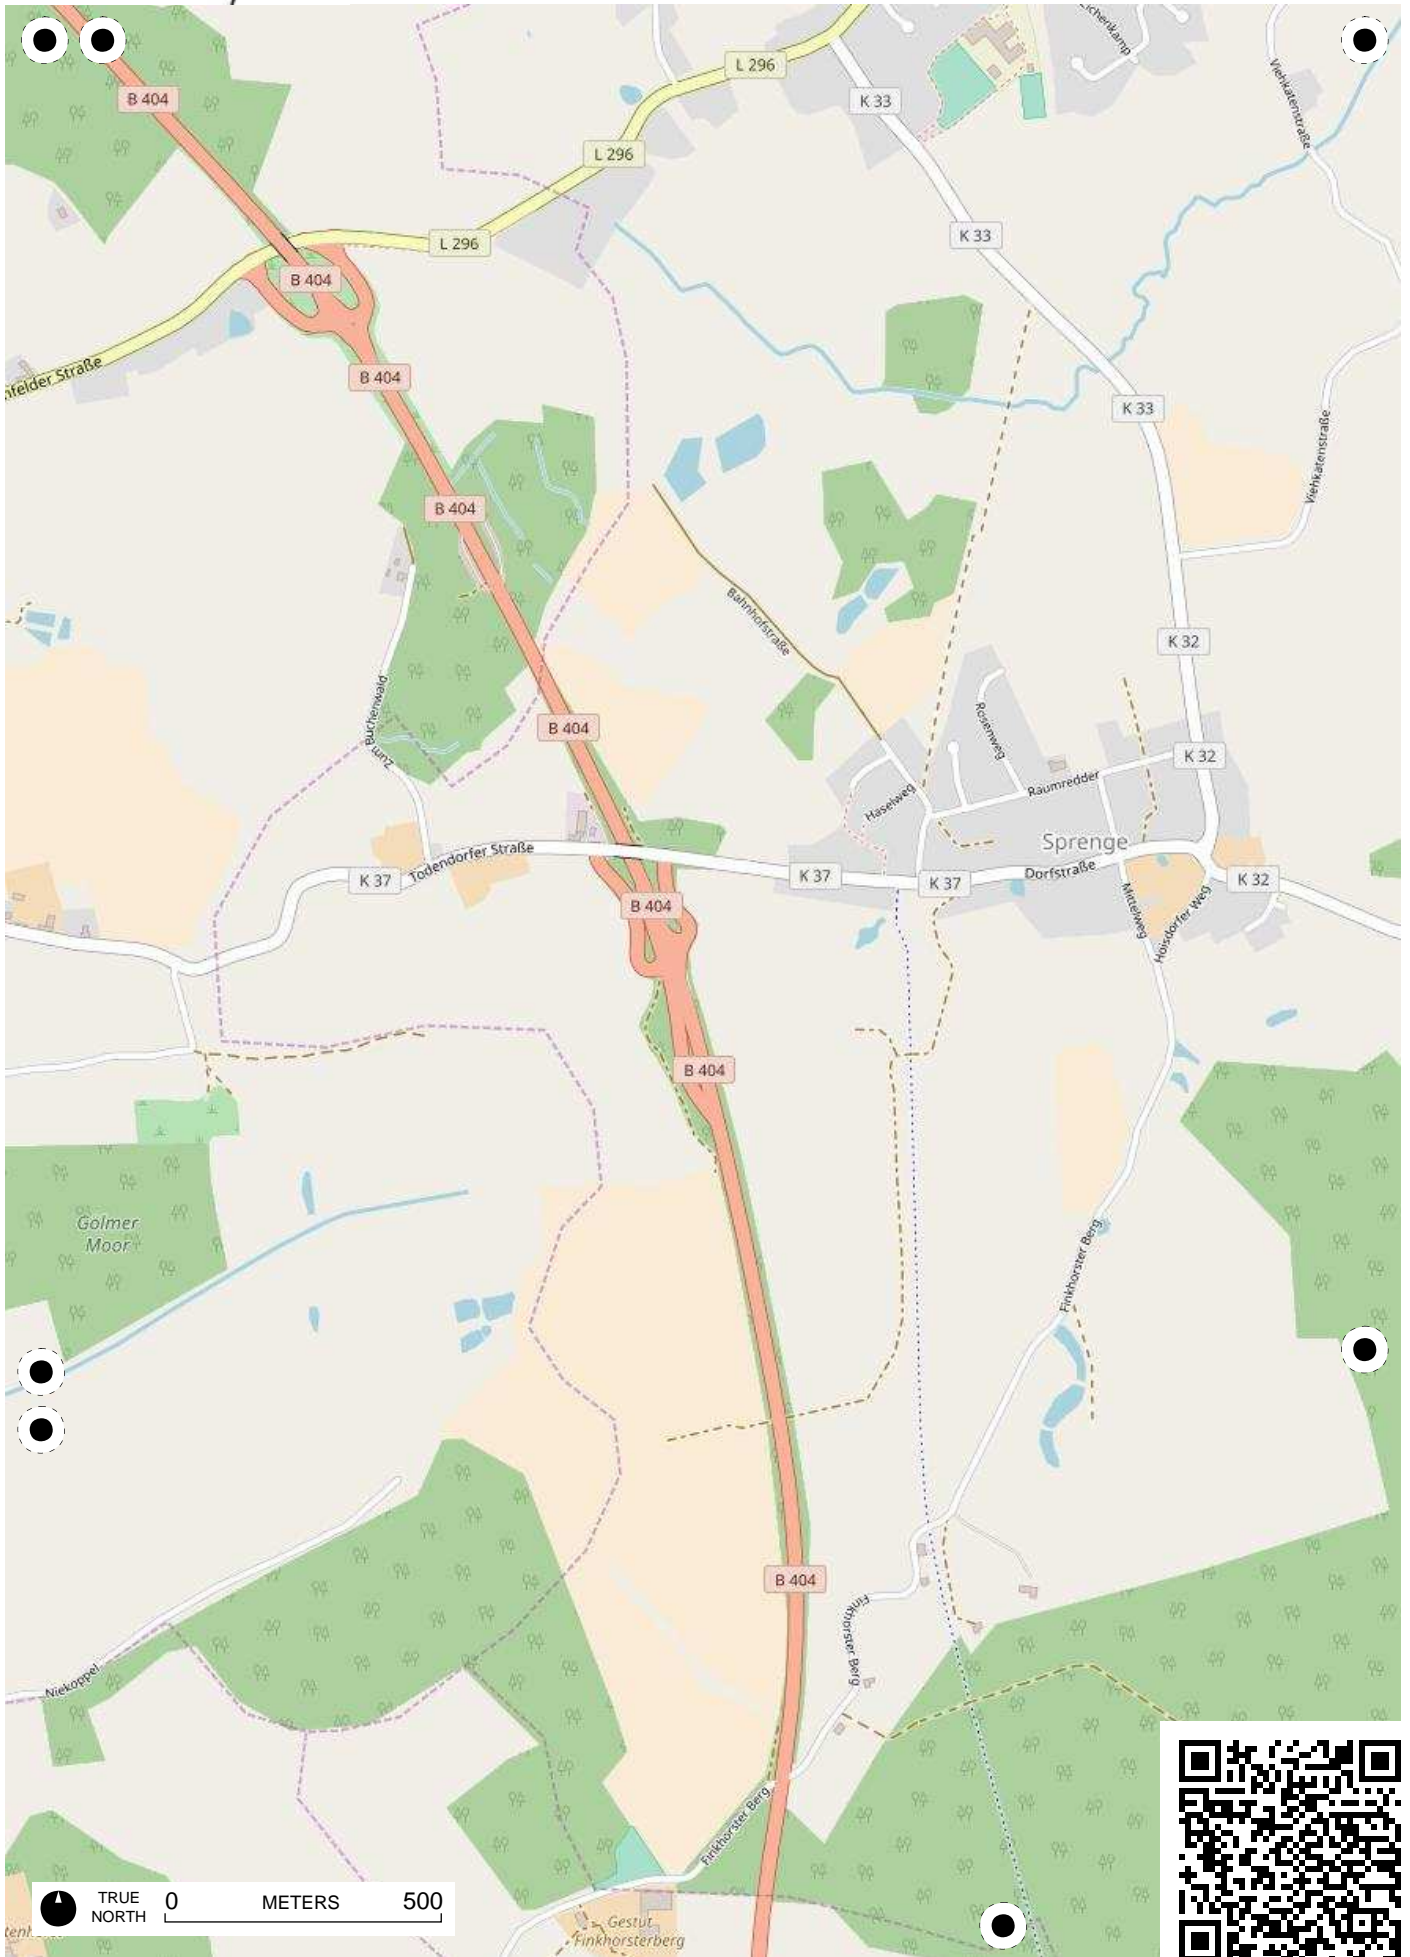 L 296
B 404
K 33
Viehkatenstraße
L 296
K 33
L 296
B 404
B 404
K 33
Viehkatenstraße
B 404
Bahnhofstraße
K 32
Zum Buchenwald
B 404
Rosenweg
K 32
Raumredder
Haselweg
Sprenge
Todendorfer Straße
K 37
K 37
K 37
Dorfstraße
K 32
Mittelweg
Hoisdorfer Weg
B 404
B 404
Golmer
Moor
Finkhorster Berg
B 404
Finkhorster Berg
Niekoppel
Finkhorster Berg
TRUE
NORTH
0 METERS 500
Gestüt
Finkhorsterberg